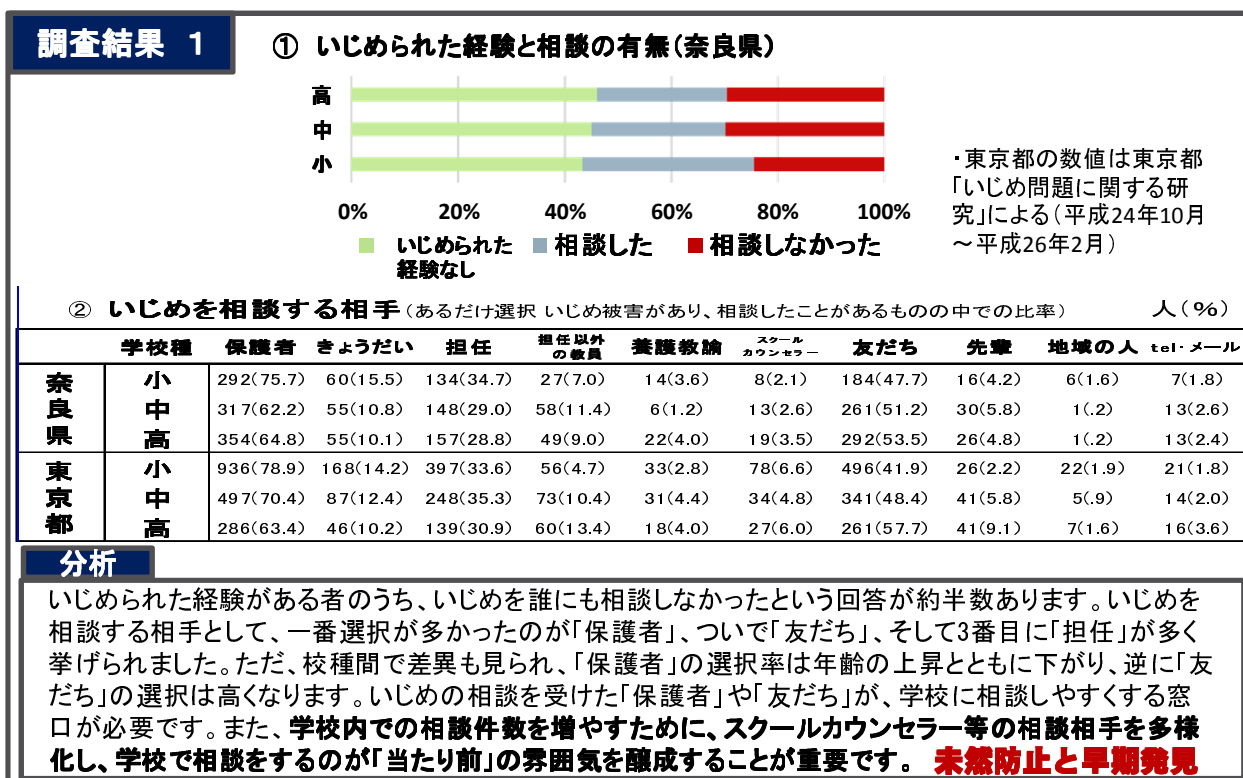 調査結果 1
① いじめられた経験と相談の有無(奈良県)
高
中
小
0% 20% 40% 60% 80% 100%
いじめられた経験なし 相談した 相談しなかった
・東京都の数値は東京都
「いじめ問題に関する研
究」による(平成24年10月
～平成26年2月)
② いじめを相談する相手(あるだけ選択 いじめ被害があり、相談したことがあるものの中での比率) 人(%)
学校種 保護者 きょうだい 担任 担任以外の教員 養護教諭 スクールカウンセラー 友だち 先輩 地域の人 tel・メール
奈良県 小 292(75.7) 60(15.5) 134(34.7) 27(7.0) 14(3.6) 8(2.1) 184(47.7) 16(4.2) 6(1.6) 7(1.8)
中 317(62.2) 55(10.8) 148(29.0) 58(11.4) 6(1.2) 13(2.6) 261(51.2) 30(5.8) 1(.2) 13(2.6)
高 354(64.8) 55(10.1) 157(28.8) 49(9.0) 22(4.0) 19(3.5) 292(53.5) 26(4.8) 1(.2) 13(2.4)
東京都 小 936(78.9) 168(14.2) 397(33.6) 56(4.7) 33(2.8) 78(6.6) 496(41.9) 26(2.2) 22(1.9) 21(1.8)
中 497(70.4) 87(12.4) 248(35.3) 73(10.4) 31(4.4) 34(4.8) 341(48.4) 41(5.8) 5(.9) 14(2.0)
高 286(63.4) 46(10.2) 139(30.9) 60(13.4) 18(4.0) 27(6.0) 261(57.7) 41(9.1) 7(1.6) 16(3.6)
分析
いじめられた経験がある者のうち、いじめを誰にも相談しなかったという回答が約半数あります。いじめを
相談する相手として、一番選択が多かったのが「保護者」、ついで「友だち」、そして3番目に「担任」が多く
挙げられました。ただ、校種間で差異も見られ、「保護者」の選択率は年齢の上昇とともに下がり、逆に「友
だち」の選択は高くなります。いじめの相談を受けた「保護者」や「友だち」が、学校に相談しやすくする窓
口が必要です。また、学校内での相談件数を増やすために、スクールカウンセラー等の相談相手を多様
化し、学校で相談をするのが「当たり前」の雰囲気を醸成することが重要です。 未然防止と早期発見